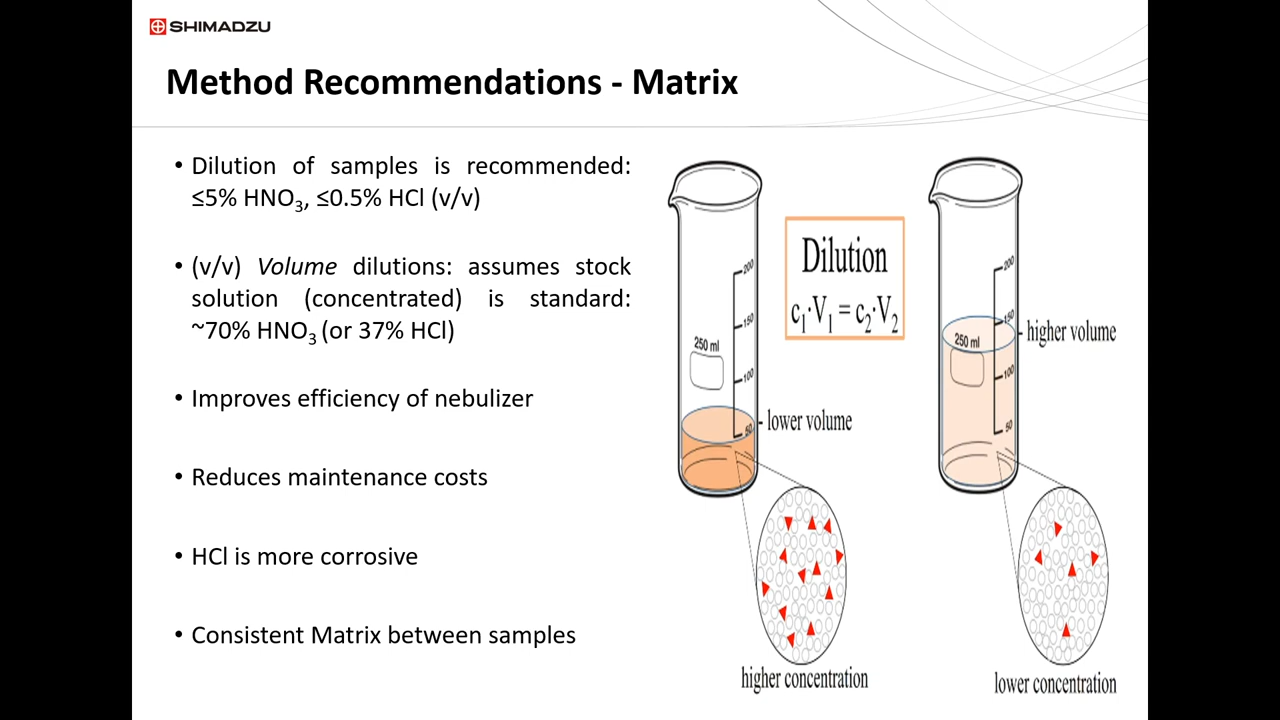 SHIMADZU
Method Recommendations - Matrix
• Dilution of samples is recommended:
≤5% HNO₃, ≤0.5% HCl (v/v)
• (v/v) Volume dilutions: assumes stock
solution (concentrated) is standard:
~70% HNO₃ (or 37% HCl)
• Improves efficiency of nebulizer
• Reduces maintenance costs
• HCl is more corrosive
• Consistent Matrix between samples
200
150
250 ml
100
50
lower volume
higher concentration
Dilution
c₁·V₁ = c₂·V₂
200
150
higher volume
250 ml
100
50
lower concentration